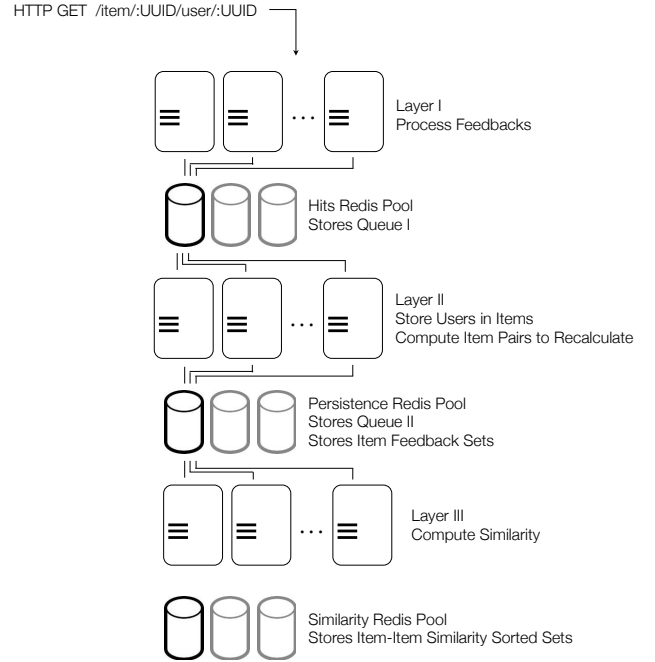 HTTP GET /item/:UUID/user/:UUID
Layer I
Process Feedbacks
Hits Redis Pool
Stores Queue I
Layer II
Store Users in Items
Compute Item Pairs to Recalculate
Persistence Redis Pool
Stores Queue II
Stores Item Feedback Sets
Layer III
Compute Similarity
Similarity Redis Pool
Stores Item-Item Similarity Sorted Sets